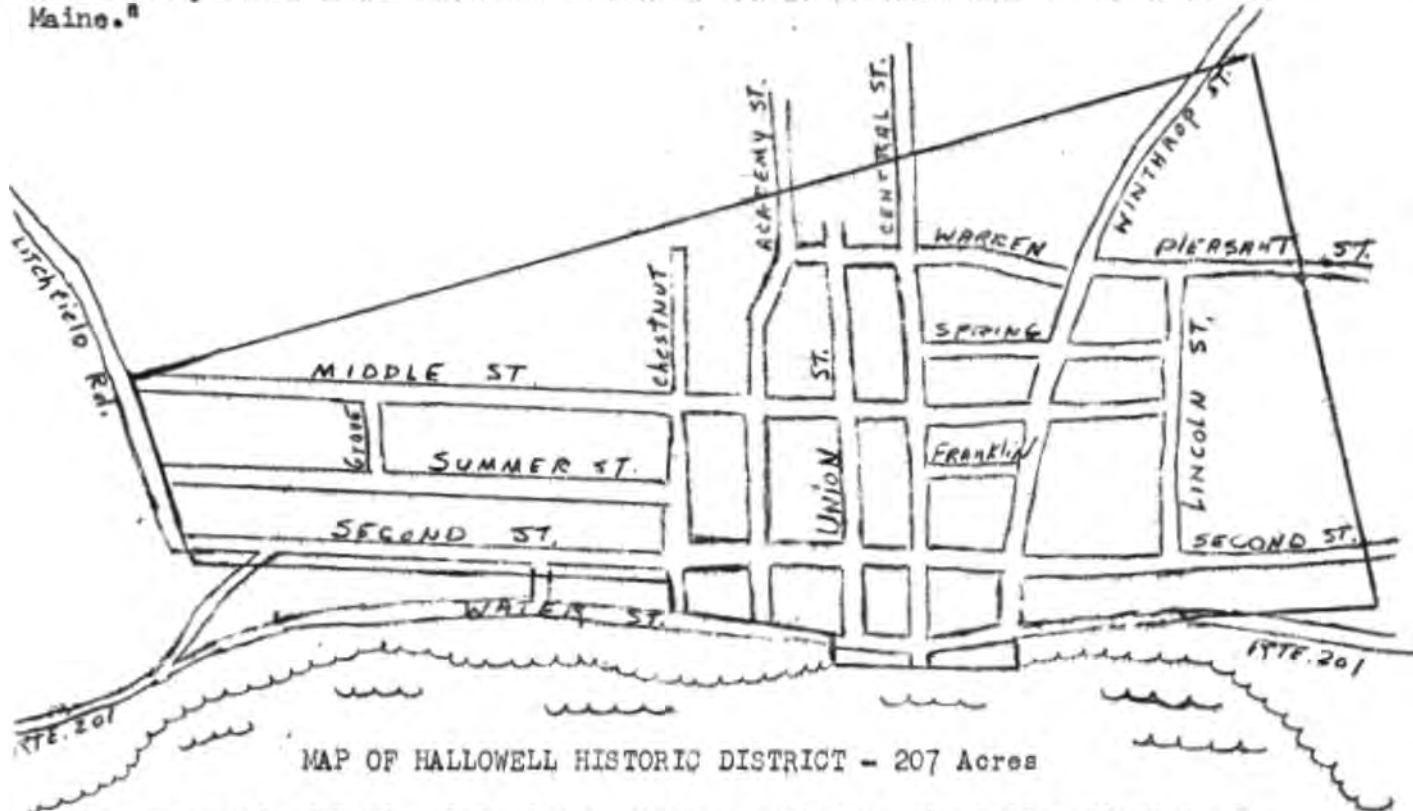 Maine."
ACATEMY ST.
CENTRAL ST.
WINTHROP ST.
LITCHFIELD Rd.
WARREN
PLEASANT ST.
CHESTNUT
SPRING
MIDDLE ST
UNION ST.
LINCOLN ST.
Grove
SUMMER ST.
FRANKLIN
SECOND ST.
SECOND ST.
WATER ST.
RTE. 201
RTE. 201
MAP OF HALLOWELL HISTORIC DISTRICT - 207 Acres